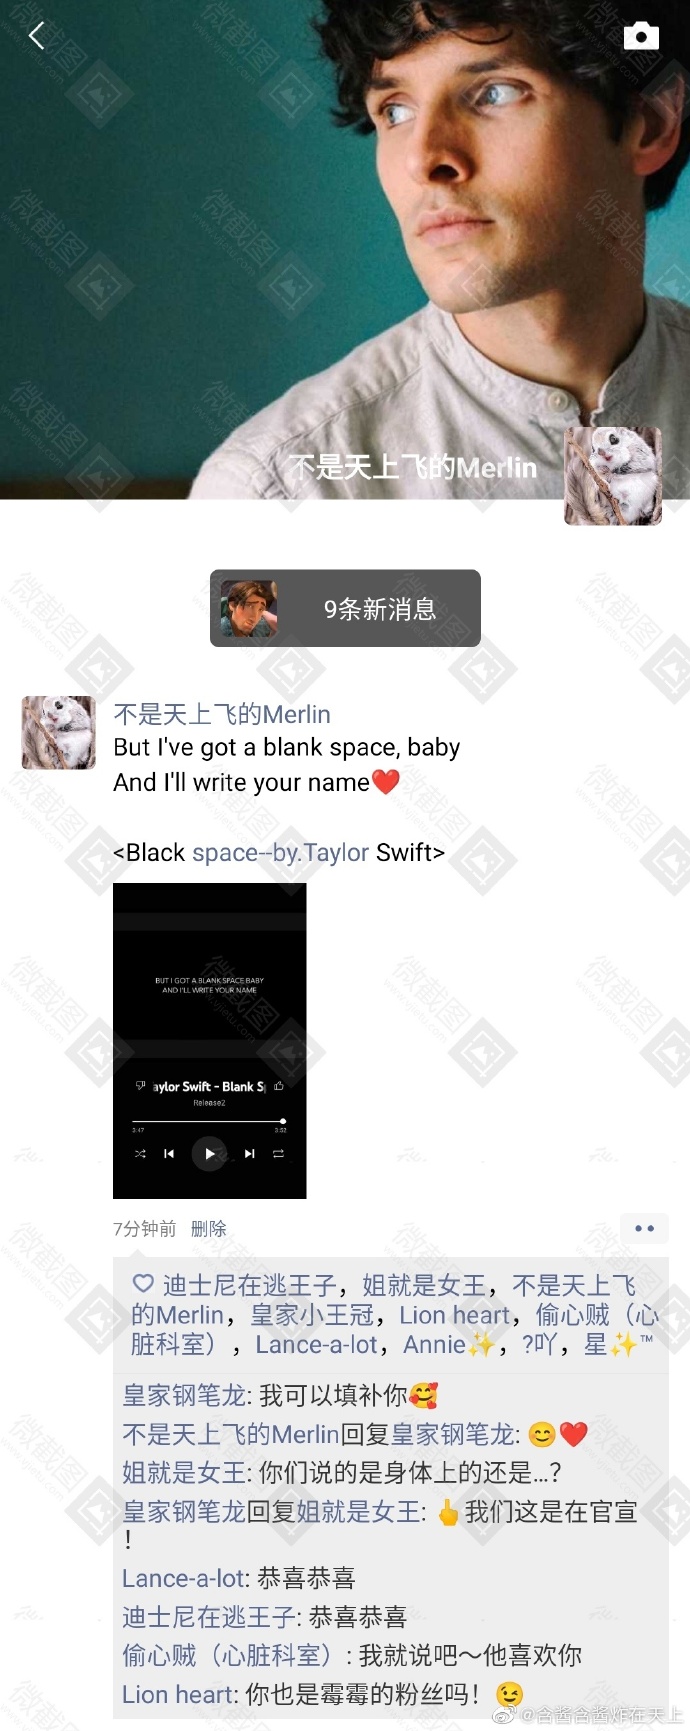 不是天上飞的Merlin
9条新消息
不是天上飞的Merlin
But I've got a blank space, baby
And I'll write your name❤️
<Black space--by.Taylor Swift>
BUT I GOT A BLANK SPACE BABY
AND I'LL WRITE YOUR NAME
aylor Swift - Blank S
Release2
3:47
3:52
7分钟前 删除
迪士尼在逃王子，姐就是女王，不是天上飞
的Merlin，皇家小王冠，Lion heart，偷心贼（心
脏科室），Lance-a-lot，Annie✨，?吖，星✨™
皇家钢笔龙: 我可以填补你🥰
不是天上飞的Merlin回复皇家钢笔龙: 😊❤️
姐就是女王: 你们说的是身体上的还是...？
皇家钢笔龙回复姐就是女王: 👆我们这是在官宣
！
Lance-a-lot: 恭喜恭喜
迪士尼在逃王子: 恭喜恭喜
偷心贼（心脏科室）: 我就说吧～他喜欢你
Lion heart: 你也是霉霉的粉丝吗！😉
@含酱含酱炸在天上
微截图
www.yjietu.com